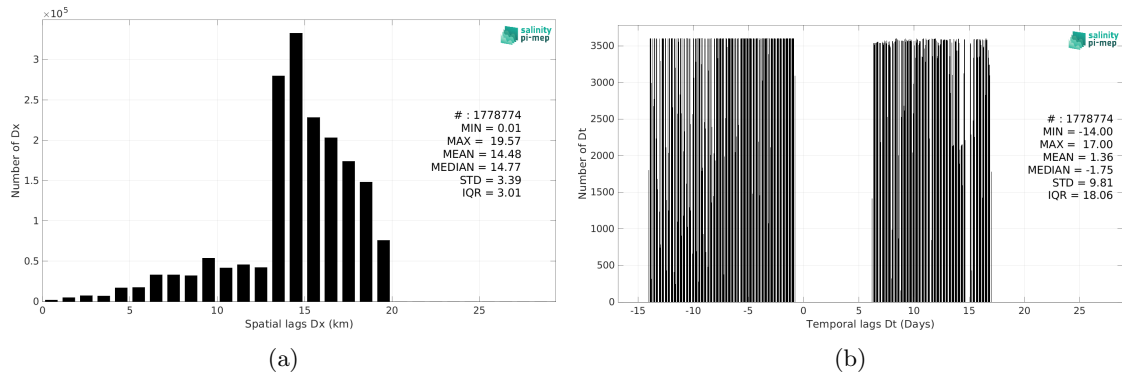 ×10⁵
3
2.5
2
1.5
1
0.5
0
0
5
10
15
20
25
Number of Dx
Spatial lags Dx (km)
salinity
pi-mep
# : 1778774
MIN = 0.01
MAX = 19.57
MEAN = 14.48
MEDIAN = 14.77
STD = 3.39
IQR = 3.01
(a)
3500
3000
2500
2000
1500
1000
500
0
-15
-10
-5
0
5
10
15
20
25
Number of Dt
Temporal lags Dt (Days)
salinity
pi-mep
# : 1778774
MIN = -14.00
MAX = 17.00
MEAN = 1.36
MEDIAN = -1.75
STD = 9.81
IQR = 18.06
(b)